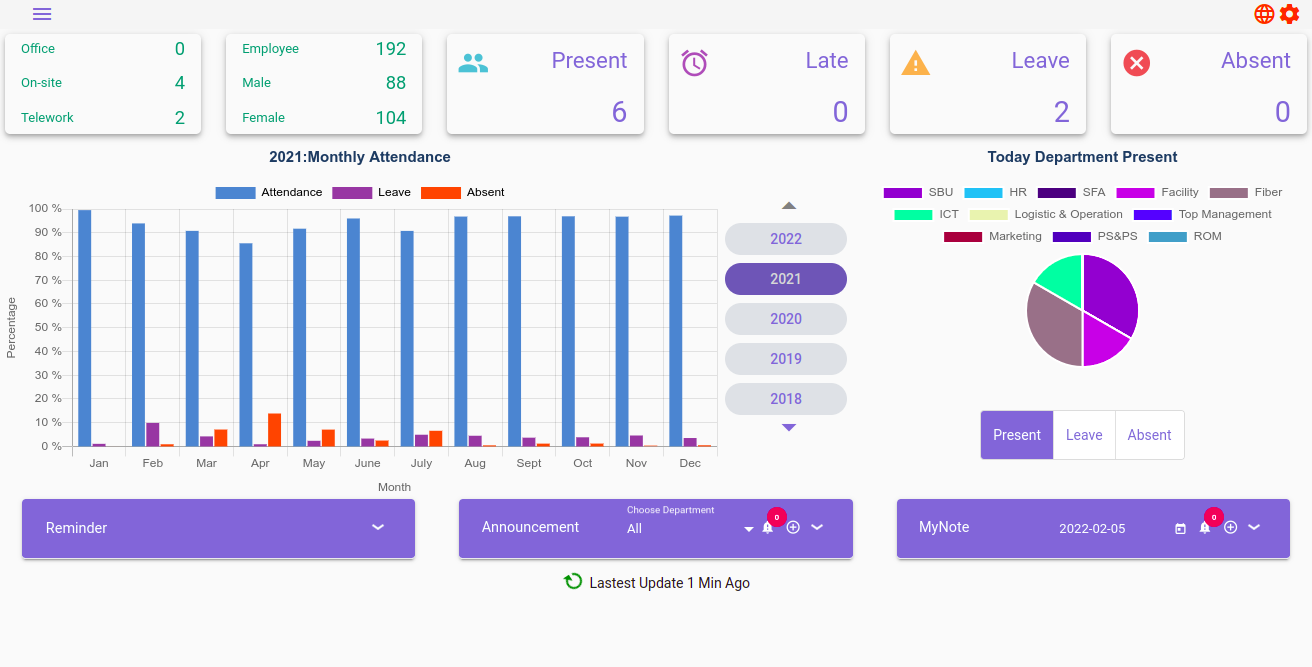 Office 0
On-site 4
Telework 2
Employee 192
Male 88
Female 104
Present
6
Late
0
Leave
2
Absent
0
2021:Monthly Attendance
Attendance Leave Absent
100 %
90 %
80 %
70 %
60 %
50 %
40 %
30 %
20 %
10 %
0 %
Percentage
Jan Feb Mar Apr May June July Aug Sept Oct Nov Dec
Month
2022
2021
2020
2019
2018
Today Department Present
SBU HR SFA Facility Fiber
ICT Logistic & Operation Top Management
Marketing PS&PS ROM
Present Leave Absent
Reminder
Announcement
Choose Department
All
0
MyNote 2022-02-05
0
Lastest Update 1 Min Ago